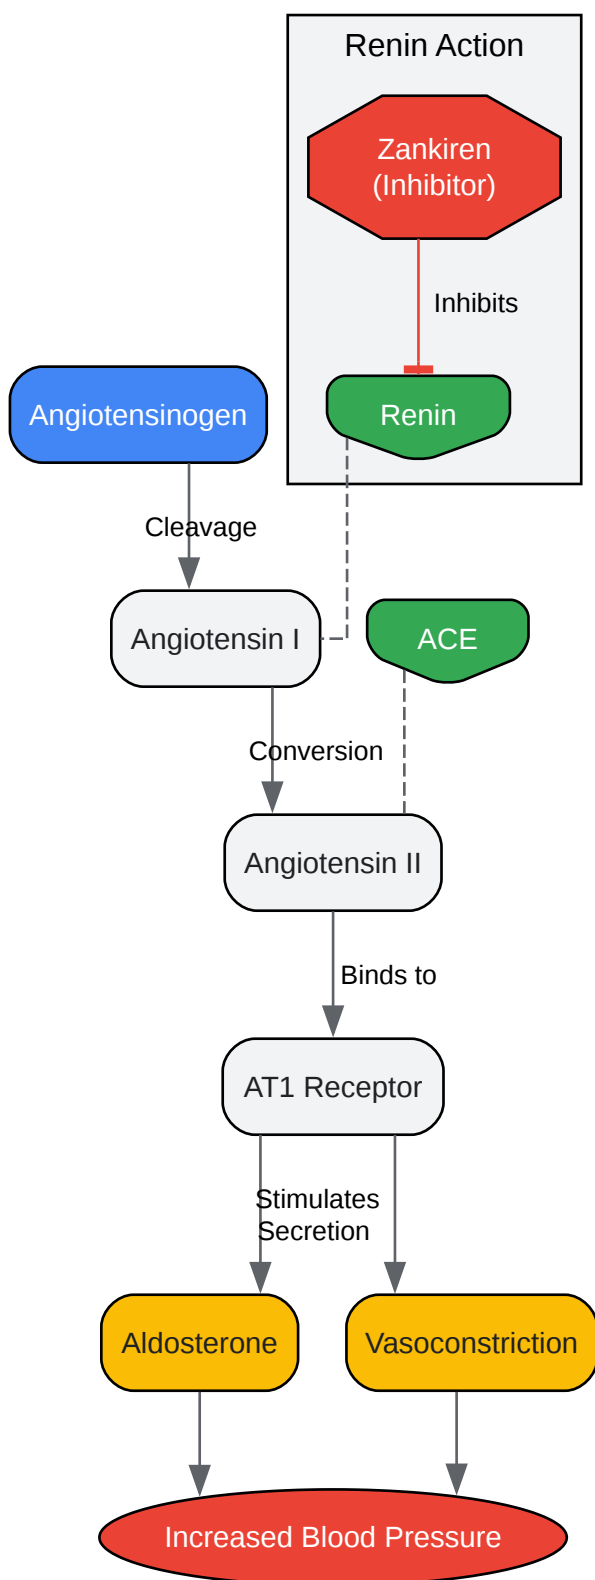 Renin Action
Zankiren
(Inhibitor)
Inhibits
Angiotensinogen
Renin
Cleavage
Angiotensin I
ACE
Conversion
Angiotensin II
Binds to
AT1 Receptor
Stimulates
Secretion
Aldosterone
Vasoconstriction
Increased Blood Pressure